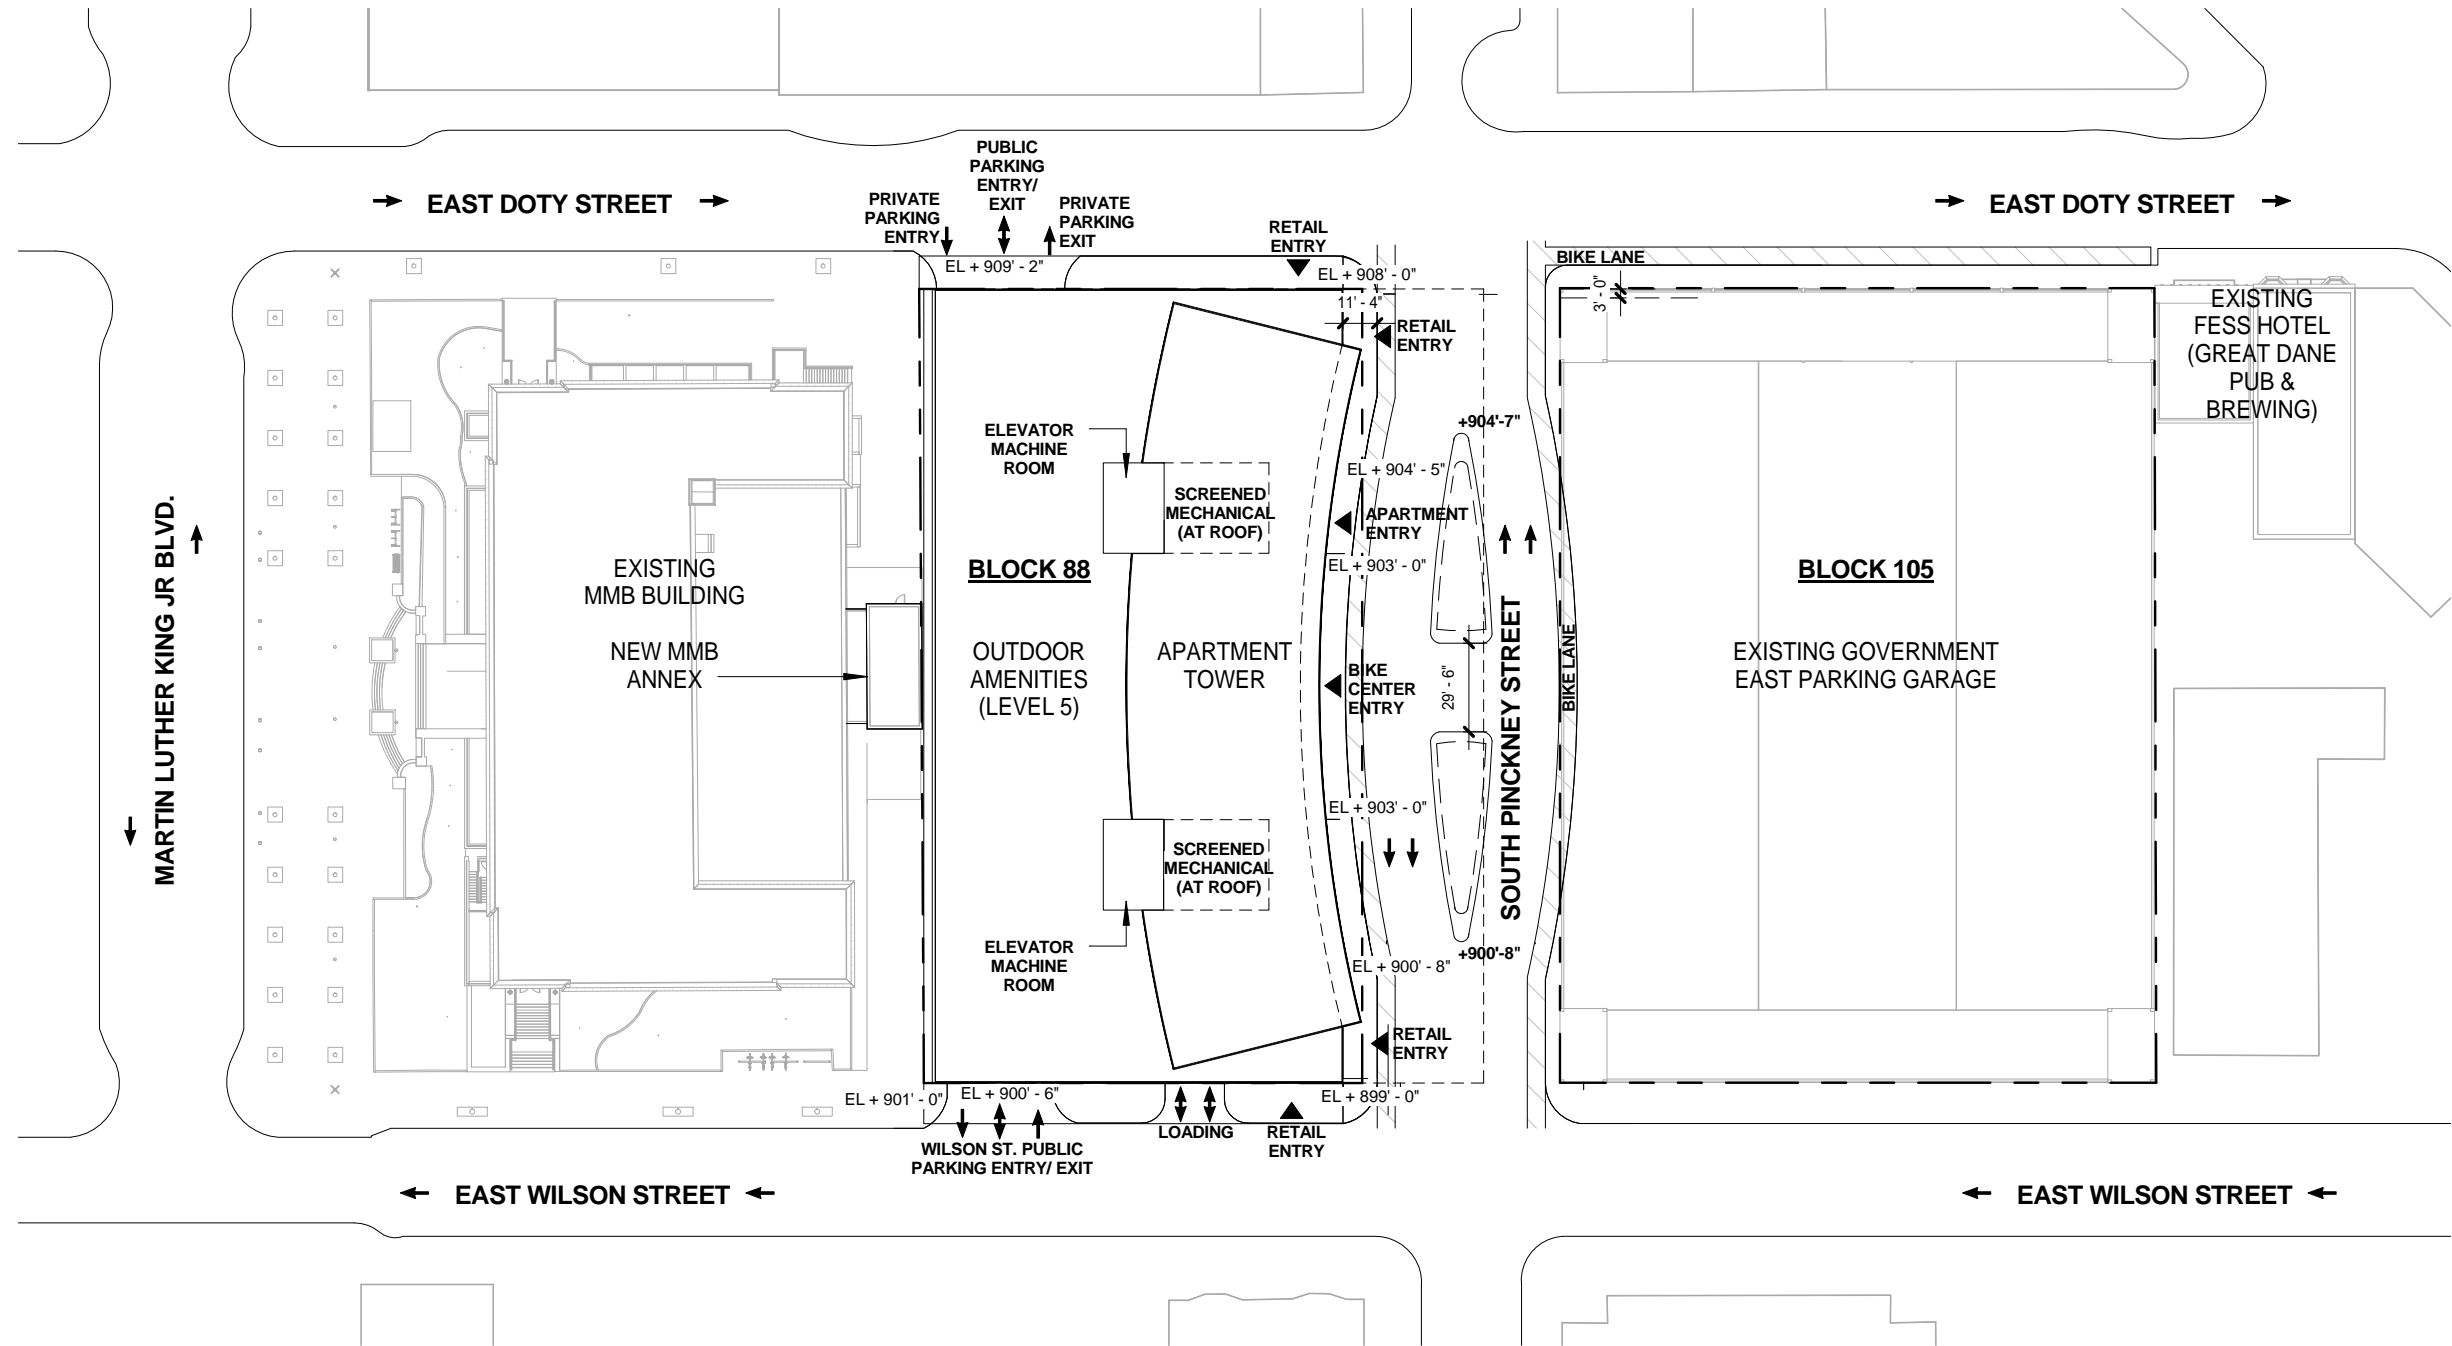 PUBLIC
PARKING
ENTRY/
EXIT
EAST DOTY STREET
PRIVATE
PARKING
ENTRY
PRIVATE
PARKING
EXIT
RETAIL
ENTRY
EAST DOTY STREET
EL + 909' - 2"
EL + 908' - 0"
BIKE LANE
11' - 4"
3' - 0"
RETAIL
ENTRY
EXISTING
FESS HOTEL
(GREAT DANE
PUB &
BREWING)
ELEVATOR
MACHINE
ROOM
+904'-7"
EL + 904' - 5"
SCREENED
MECHANICAL
(AT ROOF)
APARTMENT
ENTRY
MARTIN LUTHER KING JR BLVD.
EXISTING
MMB BUILDING
BLOCK 88
EL + 903' - 0"
BLOCK 105
NEW MMB
ANNEX
OUTDOOR
AMENITIES
(LEVEL 5)
APARTMENT
TOWER
BIKE
CENTER
ENTRY
29' - 6"
SOUTH PINCKNEY STREET
BIKE LANE
EXISTING GOVERNMENT
EAST PARKING GARAGE
EL + 903' - 0"
SCREENED
MECHANICAL
(AT ROOF)
ELEVATOR
MACHINE
ROOM
EL + 900' - 8"
+900'-8"
RETAIL
ENTRY
EL + 901' - 0"
EL + 900' - 6"
EL + 899' - 0"
WILSON ST. PUBLIC
PARKING ENTRY/ EXIT
LOADING
RETAIL
ENTRY
EAST WILSON STREET
EAST WILSON STREET